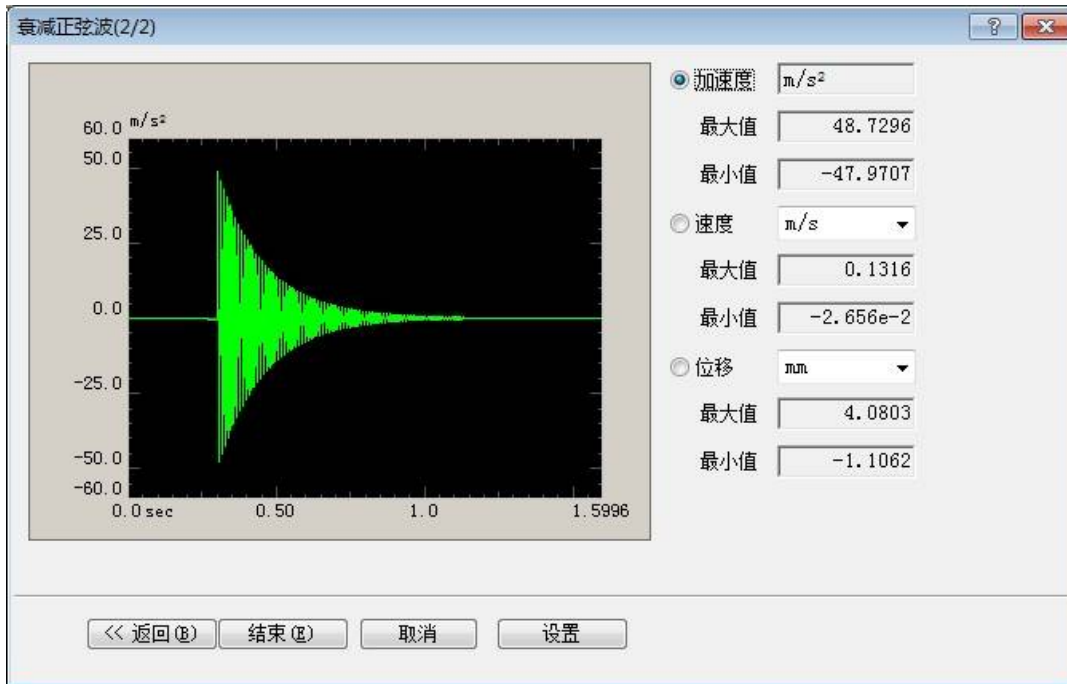 衰减正弦波(2/2)
m/s²
60.0
50.0
25.0
0.0
-25.0
-50.0
-60.0
0.0 sec 0.50 1.0 1.5996
加速度 m/s²
最大值 48.7296
最小值 -47.9707
速度 m/s
最大值 0.1316
最小值 -2.656e-2
位移 mm
最大值 4.0803
最小值 -1.1062
<< 返回(B) 结束(E) 取消 设置